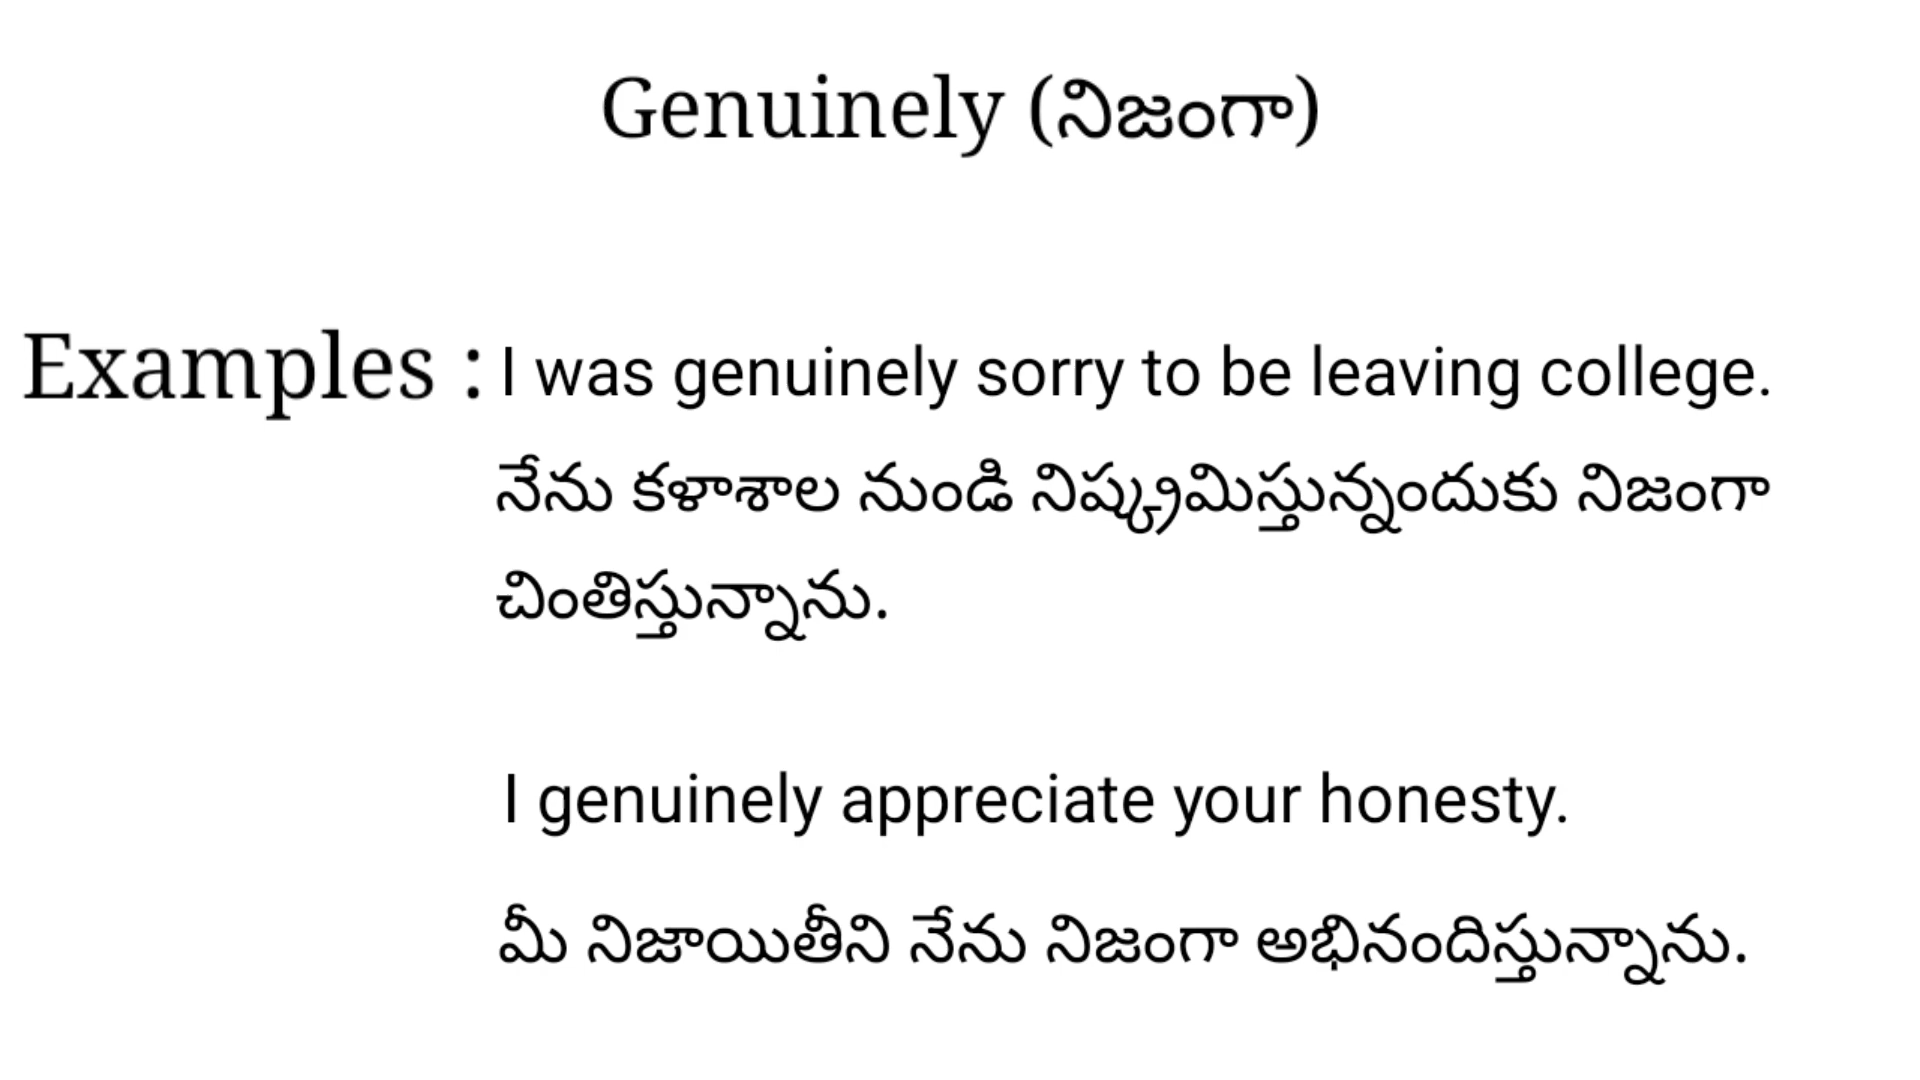 Genuinely (నిజంగా)
Examples : I was genuinely sorry to be leaving college.
నేను కళాశాల నుండి నిష్క్రమిస్తున్నందుకు నిజంగా
చింతిస్తున్నాను.
I genuinely appreciate your honesty.
మీ నిజాయితీని నేను నిజంగా అభినందిస్తున్నాను.